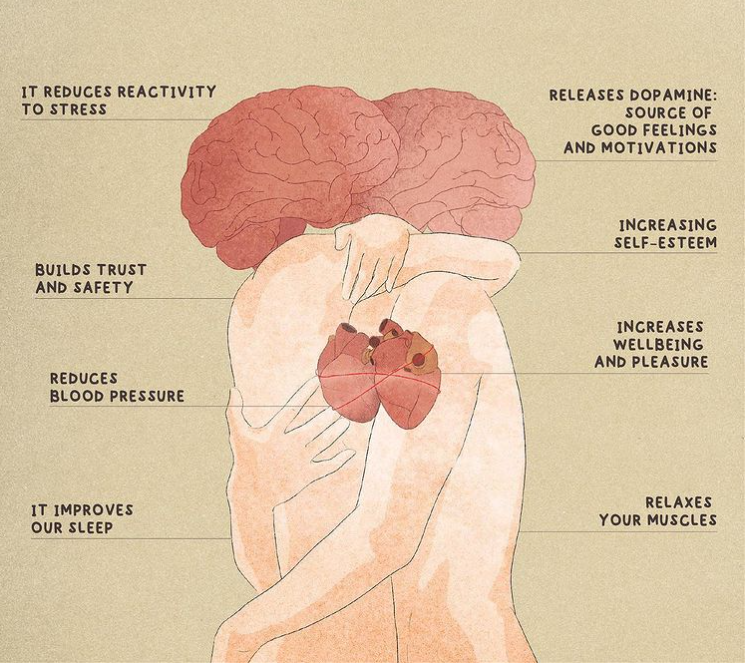 IT REDUCES REACTIVITY
TO STRESS
BUILDS TRUST
AND SAFETY
REDUCES
BLOOD PRESSURE
IT IMPROVES
OUR SLEEP
RELEASES DOPAMINE:
SOURCE OF
GOOD FEELINGS
AND MOTIVATIONS
INCREASING
SELF-ESTEEM
INCREASES
WELLBEING
AND PLEASURE
RELAXES
YOUR MUSCLES